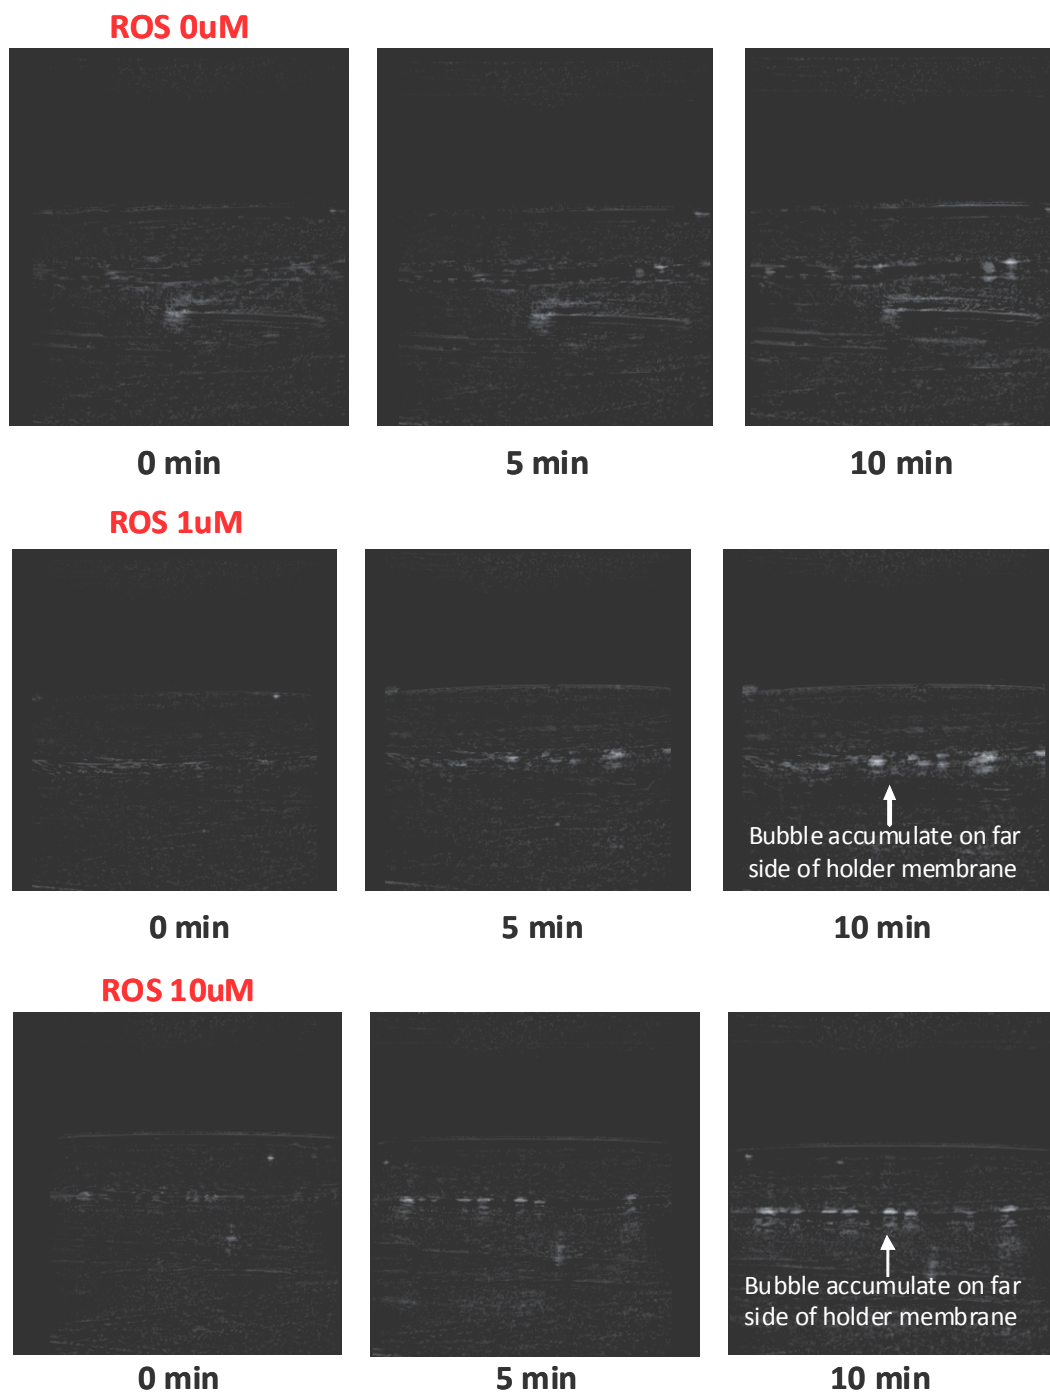 ROS 0uM
0 min
5 min
10 min
ROS 1uM
Bubble accumulate on far
side of holder membrane
0 min
5 min
10 min
ROS 10uM
Bubble accumulate on far
side of holder membrane
0 min
5 min
10 min